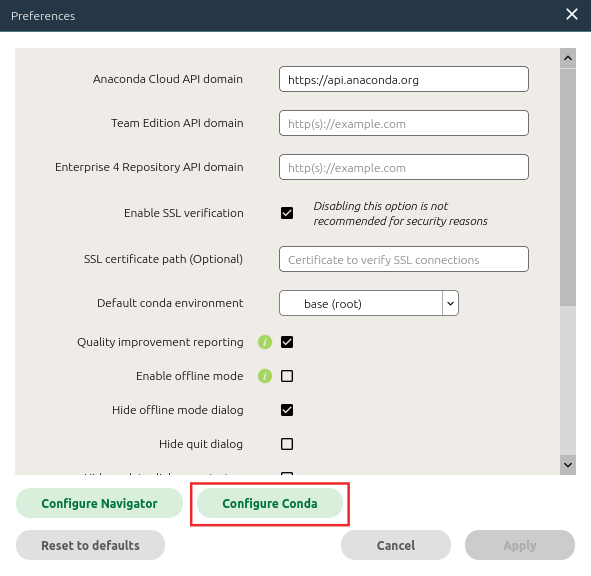 Preferences
Anaconda Cloud API domain https://api.anaconda.org
Team Edition API domain http(s)://example.com
Enterprise 4 Repository API domain http(s)://example.com
Enable SSL verification Disabling this option is not
recommended for security reasons
SSL certificate path (Optional) Certificate to verify SSL connections
Default conda environment base (root)
Quality improvement reporting i
Enable offline mode i
Hide offline mode dialog
Hide quit dialog
Configure Navigator Configure Conda
Reset to defaults Cancel Apply